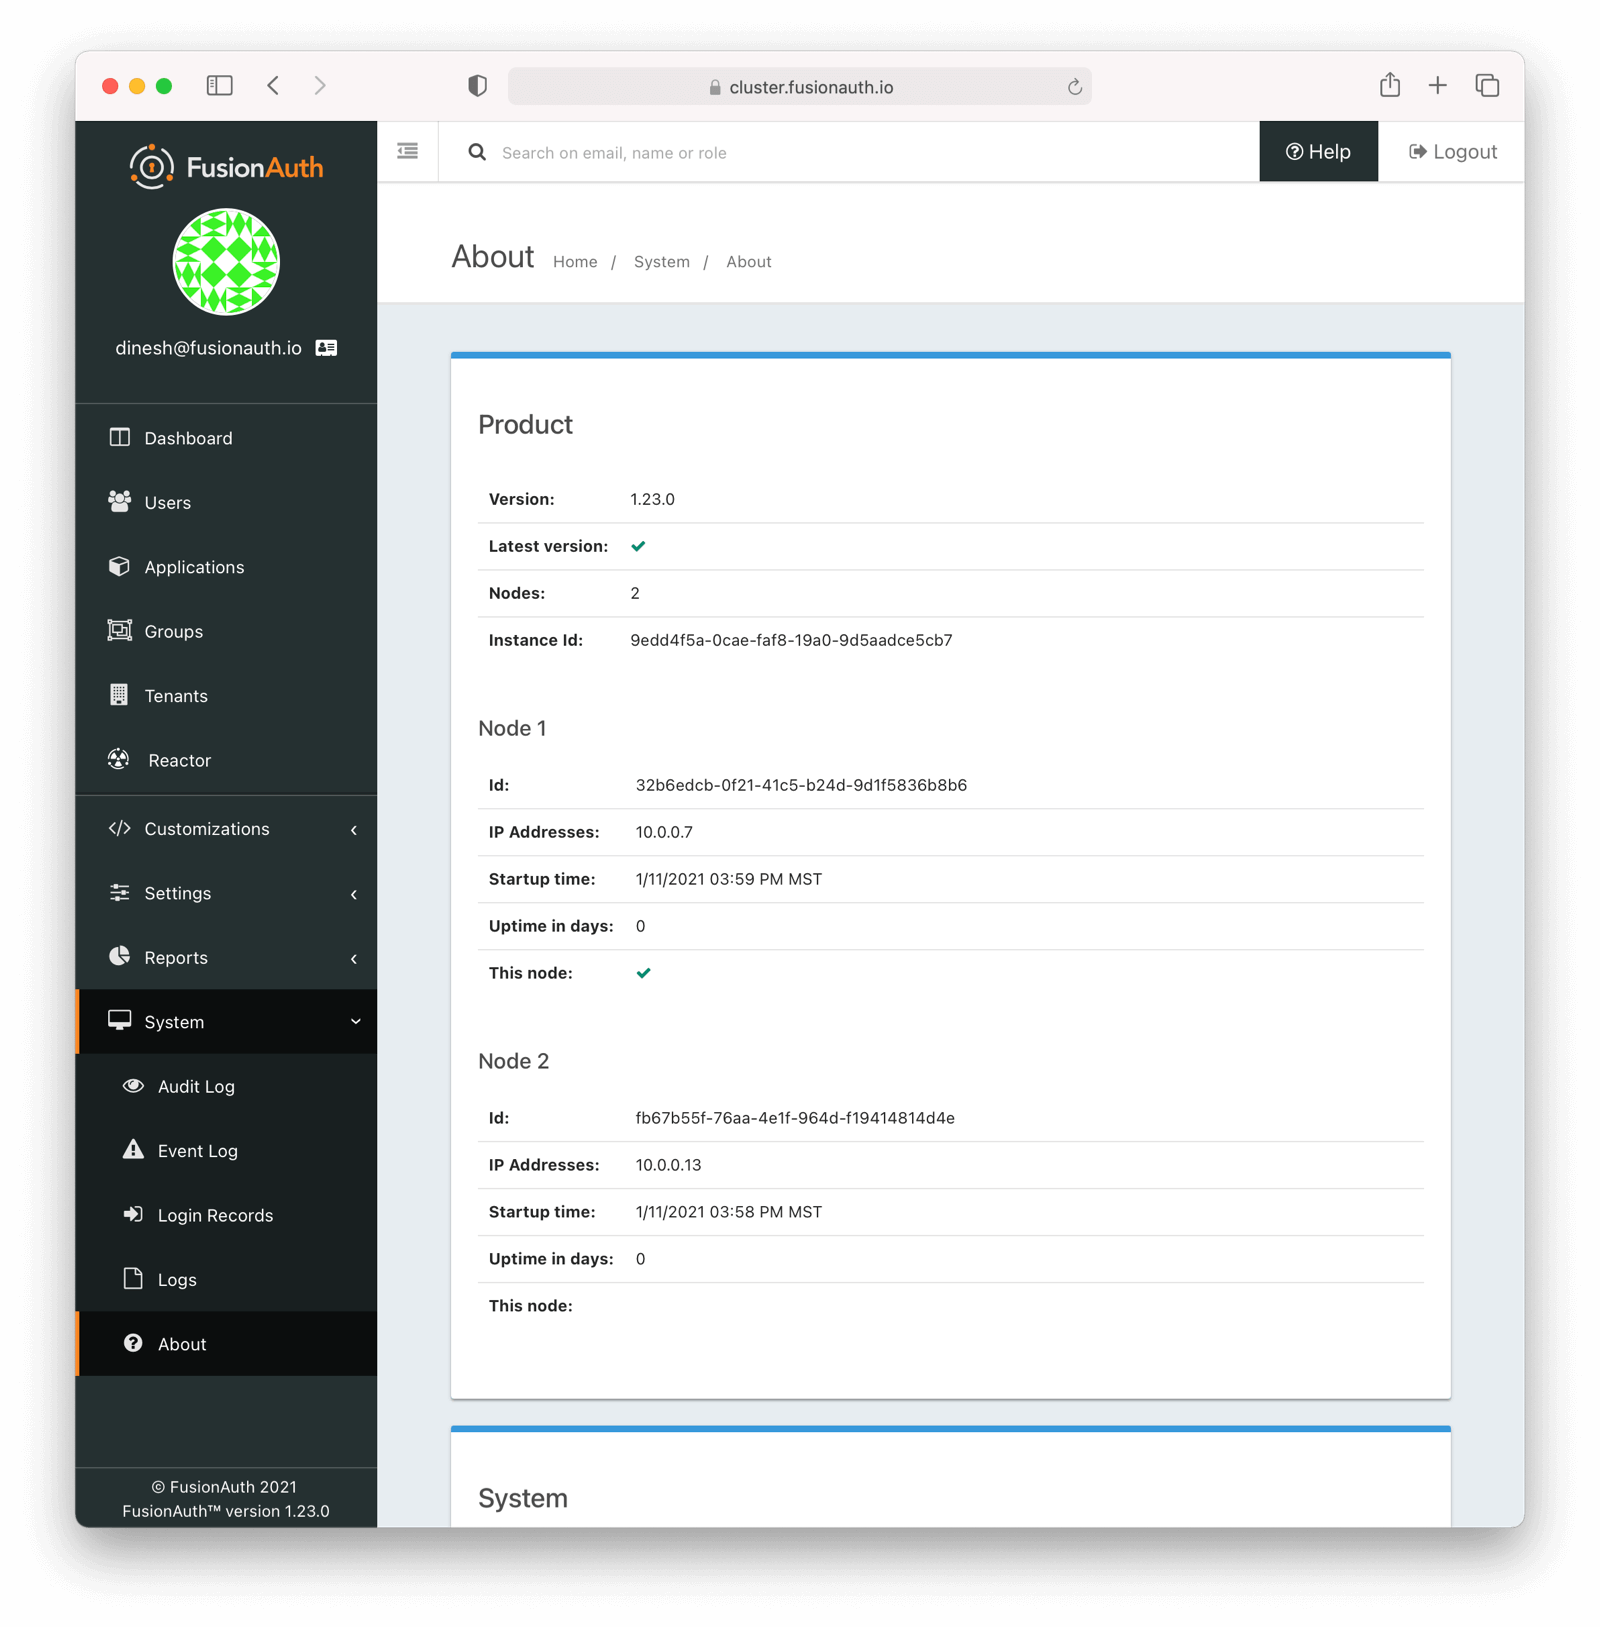 cluster.fusionauth.io
FusionAuth
dinesh@fusionauth.io
Dashboard
Users
Applications
Groups
Tenants
Reactor
Customizations
Settings
Reports
System
Audit Log
Event Log
Login Records
Logs
About
© FusionAuth 2021
FusionAuth™ version 1.23.0
Search on email, name or role
Help
Logout
About Home / System / About
Product
Version: 1.23.0
Latest version:
Nodes: 2
Instance Id: 9edd4f5a-0cae-faf8-19a0-9d5aadce5cb7
Node 1
Id: 32b6edcb-0f21-41c5-b24d-9d1f5836b8b6
IP Addresses: 10.0.0.7
Startup time: 1/11/2021 03:59 PM MST
Uptime in days: 0
This node:
Node 2
Id: fb67b55f-76aa-4e1f-964d-f19414814d4e
IP Addresses: 10.0.0.13
Startup time: 1/11/2021 03:58 PM MST
Uptime in days: 0
This node:
System